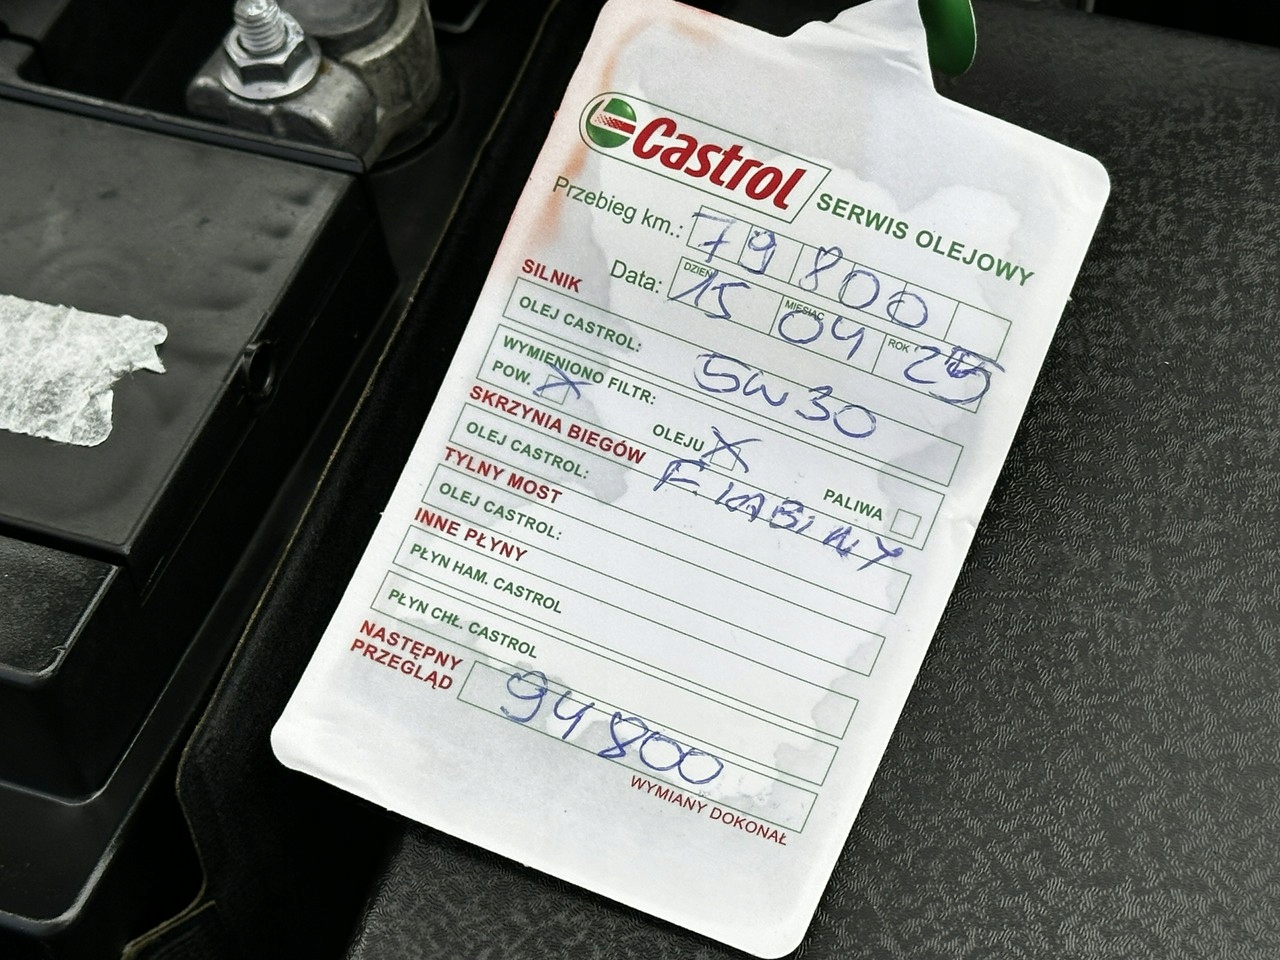 Castrol SERWIS OLEJOWY
Przebieg km.: 79 800
Data: DZIEŃ 15 MIESIĄC 04 ROK 25
SILNIK
OLEJ CASTROL: 5W30
WYMIENIONO FILTR:
POW. X OLEJU X PALIWA
SKRZYNIA BIEGÓW F. KABINY
OLEJ CASTROL:
TYLNY MOST
OLEJ CASTROL:
INNE PŁYNY
PŁYN HAM. CASTROL
PŁYN CHŁ. CASTROL
NASTĘPNY
PRZEGLĄD 94 800
WYMIANY DOKONAŁ